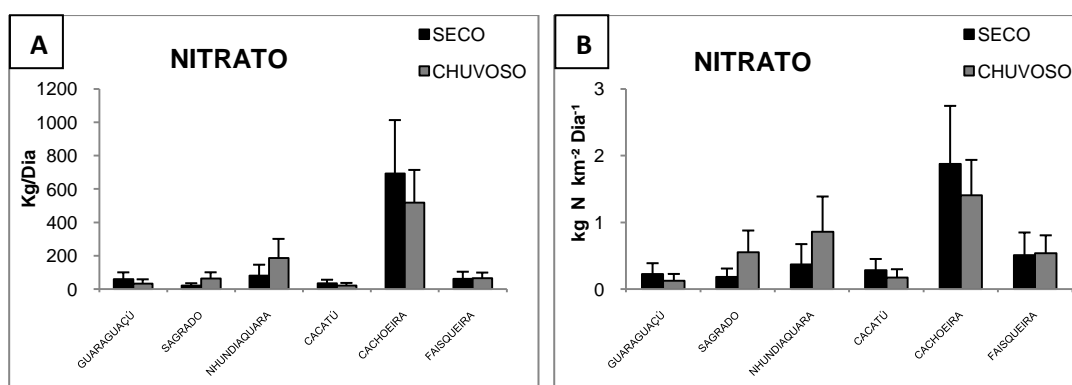 A
NITRATO
SECO
CHUVOSO
Kg/Dia
1200
1000
800
600
400
200
0
GUARAGUAÇÚ
SAGRADO
NHUNDIAQUARA
CACATÚ
CACHOEIRA
FAISQUEIRA
B
NITRATO
SECO
CHUVOSO
kg N km⁻² Dia⁻¹
3
2
1
0
GUARAGUAÇÚ
SAGRADO
NHUNDIAQUARA
CACATÚ
CACHOEIRA
FAISQUEIRA